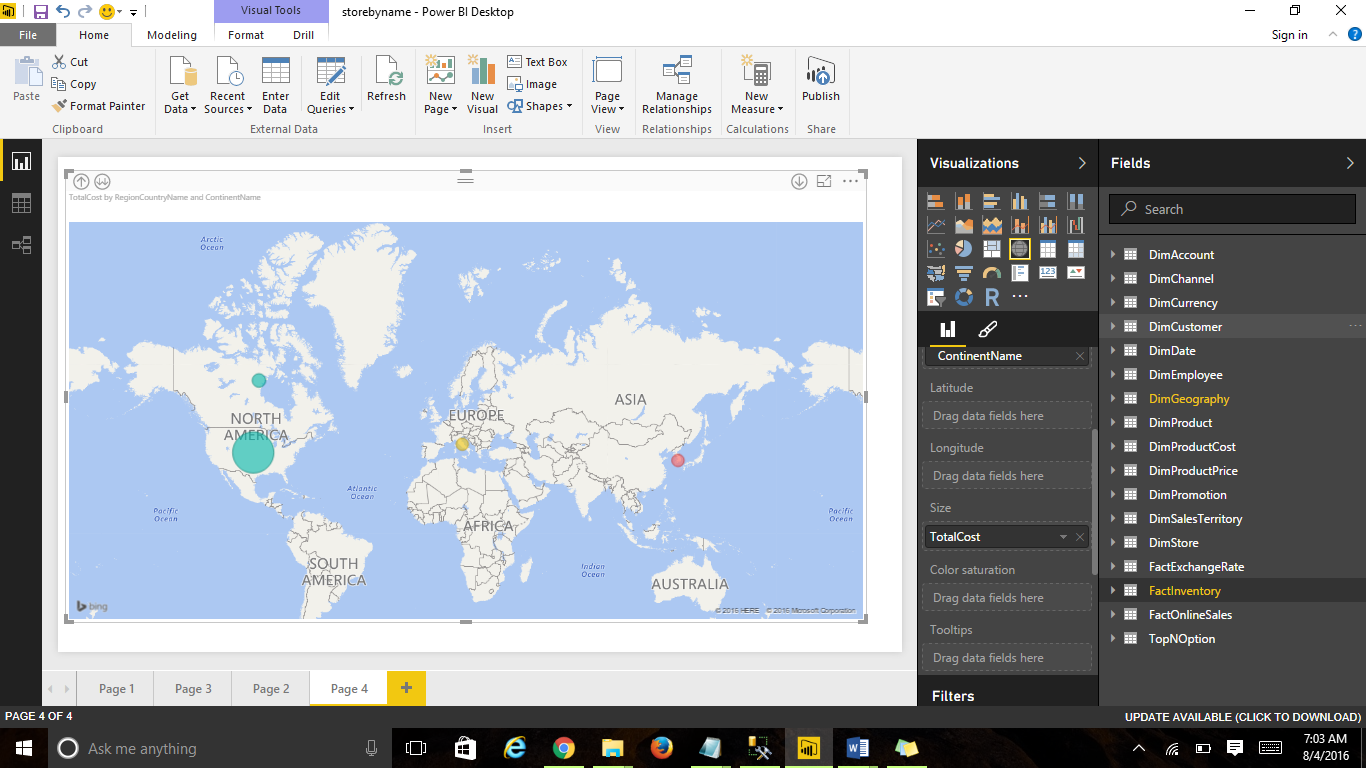 Visual Tools
storebyname - Power BI Desktop
File
Home
Modeling
Format
Drill
Sign in
?
Paste
Cut
Copy
Format Painter
Clipboard
Get Data
Recent Sources
Enter Data
Edit Queries
Refresh
External Data
New Page
New Visual
Text Box
Image
Shapes
Insert
Page View
View
Manage Relationships
Relationships
New Measure
Calculations
Publish
Share
TotalCost by RegionCountryName and ContinentName
Arctic
Ocean
NORTH
AMERICA
EUROPE
ASIA
Atlantic
Ocean
Pacific
Ocean
Pacific
Ocean
AFRICA
Indian
Ocean
SOUTH
AMERICA
AUSTRALIA
bing
© 2016 HERE © 2016 Microsoft Corporation
Visualizations
R
123
ContinentName
Latitude
Drag data fields here
Longitude
Drag data fields here
Size
TotalCost
Color saturation
Drag data fields here
Tooltips
Drag data fields here
Filters
Fields
Search
DimAccount
DimChannel
DimCurrency
DimCustomer
DimDate
DimEmployee
DimGeography
DimProduct
DimProductCost
DimProductPrice
DimPromotion
DimSalesTerritory
DimStore
FactExchangeRate
FactInventory
FactOnlineSales
TopNOption
Page 1
Page 3
Page 2
Page 4
PAGE 4 OF 4
UPDATE AVAILABLE (CLICK TO DOWNLOAD)
Ask me anything
7:03 AM
8/4/2016